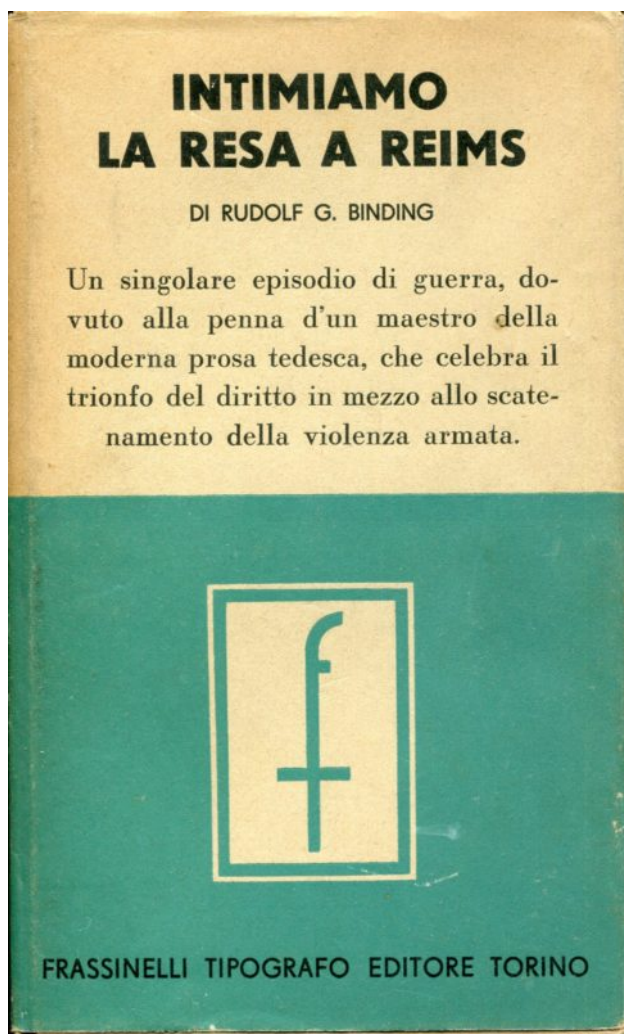 INTIMIAMO
LA RESA A REIMS
DI RUDOLF G. BINDING
Un singolare episodio di guerra, do-
vuto alla penna d'un maestro della
moderna prosa tedesca, che celebra il
trionfo del diritto in mezzo allo scate-
namento della violenza armata.
f
FRASSINELLI TIPOGRAFO EDITORE TORINO